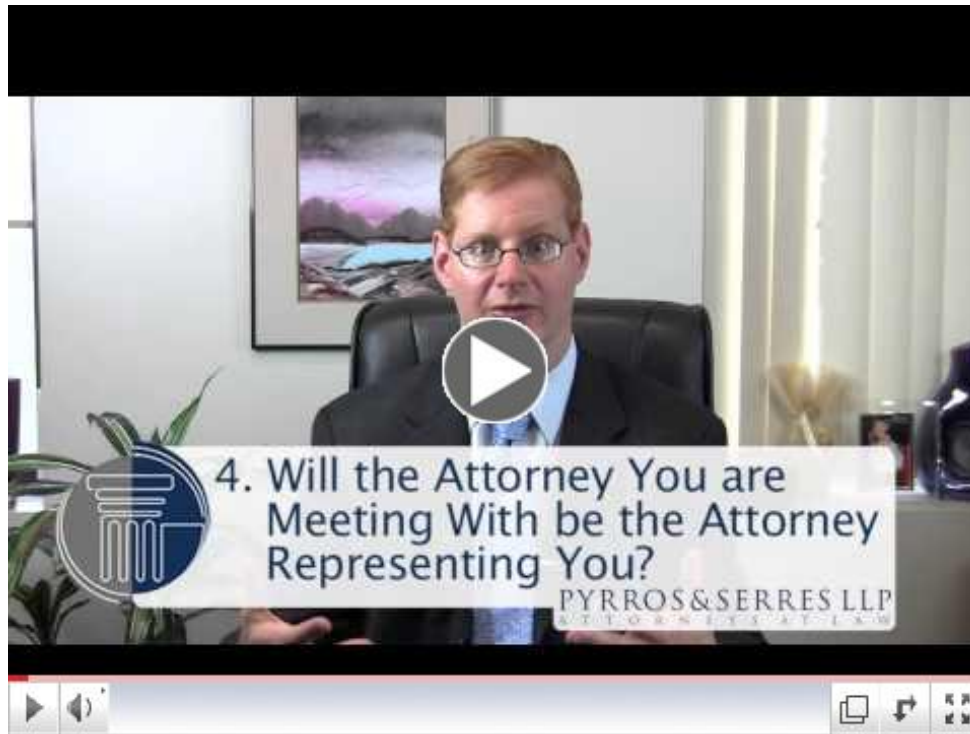 4. Will the Attorney You are
Meeting With be the Attorney
Representing You?
PYRROS&SERRES LLP
ATTORNEYS AT LAW